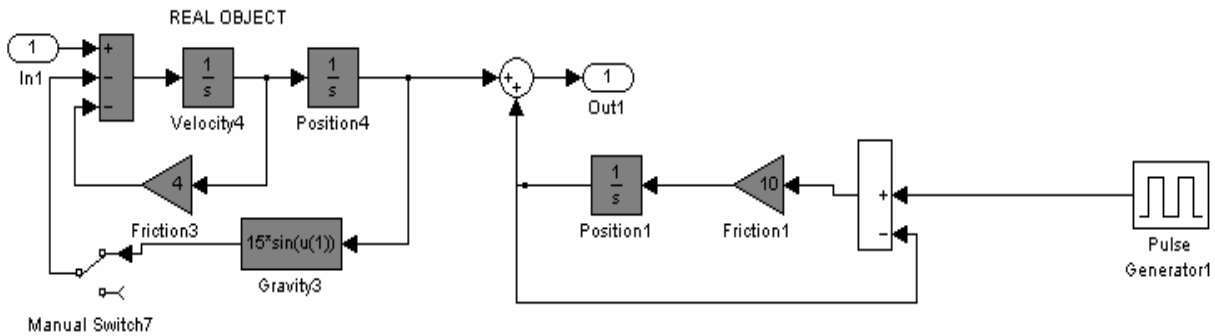 REAL OBJECT
1
In1
+
−
−
1
s
Velocity4
1
s
Position4
+
+
1
Out1
4
Friction3
15*sin(u(1))
Gravity3
Manual Switch7
1
s
Position1
10
Friction1
+
−
Pulse
Generator1